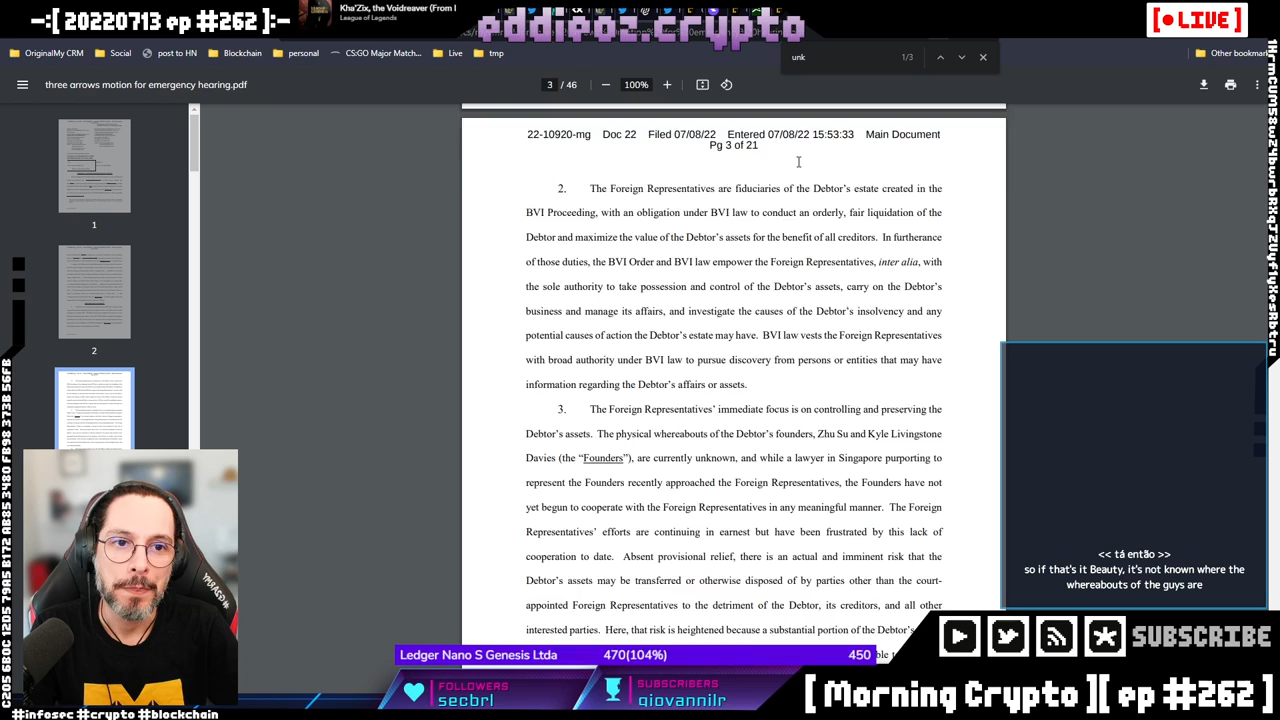 —:[ 20220713 ep #262 ]:—
Kha'Zix, the Voidreaver (From
League of Legends
addiaoz.crypto
[ LIVE ]
OriginalMy CRM
Social
post to HN
Blockchain
personal
CS:GO Major Match...
Live
tmp
Other bookmar
unk
1/3
three arrows motion for emergency hearing.pdf
3 / 46
100%
1
2
22-10920-mg Doc 22 Filed 07/08/22 Entered 07/08/22 15:53:33 Main Document
Pg 3 of 21
2. The Foreign Representatives are fiduciaries of the Debtor's estate created in the
BVI Proceeding, with an obligation under BVI law to conduct an orderly, fair liquidation of the
Debtor and maximize the value of the Debtor's assets for the benefit of all creditors. In furtherance
of those duties, the BVI Order and BVI law empower the Foreign Representatives, inter alia, with
the sole authority to take possession and control of the Debtor's assets, carry on the Debtor's
business and manage its affairs, and investigate the causes of the Debtor's insolvency and any
potential causes of action the Debtor's estate may have. BVI law vests the Foreign Representatives
with broad authority under BVI law to pursue discovery from persons or entities that may have
information regarding the Debtor's affairs or assets.
3. The Foreign Representatives' immediate focus is on controlling and preserving the
Debtor's assets. The physical whereabouts of the Debtor's founders, Zhu Su and Kyle Livingstone
Davies (the “Founders”), are currently unknown, and while a lawyer in Singapore purporting to
represent the Founders recently approached the Foreign Representatives, the Founders have not
yet begun to cooperate with the Foreign Representatives in any meaningful manner. The Foreign
Representatives' efforts are continuing in earnest but have been frustrated by this lack of
cooperation to date. Absent provisional relief, there is an actual and imminent risk that the
Debtor's assets may be transferred or otherwise disposed of by parties other than the court-
appointed Foreign Representatives to the detriment of the Debtor, its creditors, and all other
interested parties. Here, that risk is heightened because a substantial portion of the Debtor's
ble to
<< tá então >>
so if that's it Beauty, it's not known where the
whereabouts of the guys are
Ledger Nano S Genesis Ltda
470(104%)
450
SUBSCRIBE
FOLLOWERS
secbrl
SUBSCRIBERS
giovannilr
[ Morning Crypto ][ ep #262 ]
nfosec #crypto #blockchain